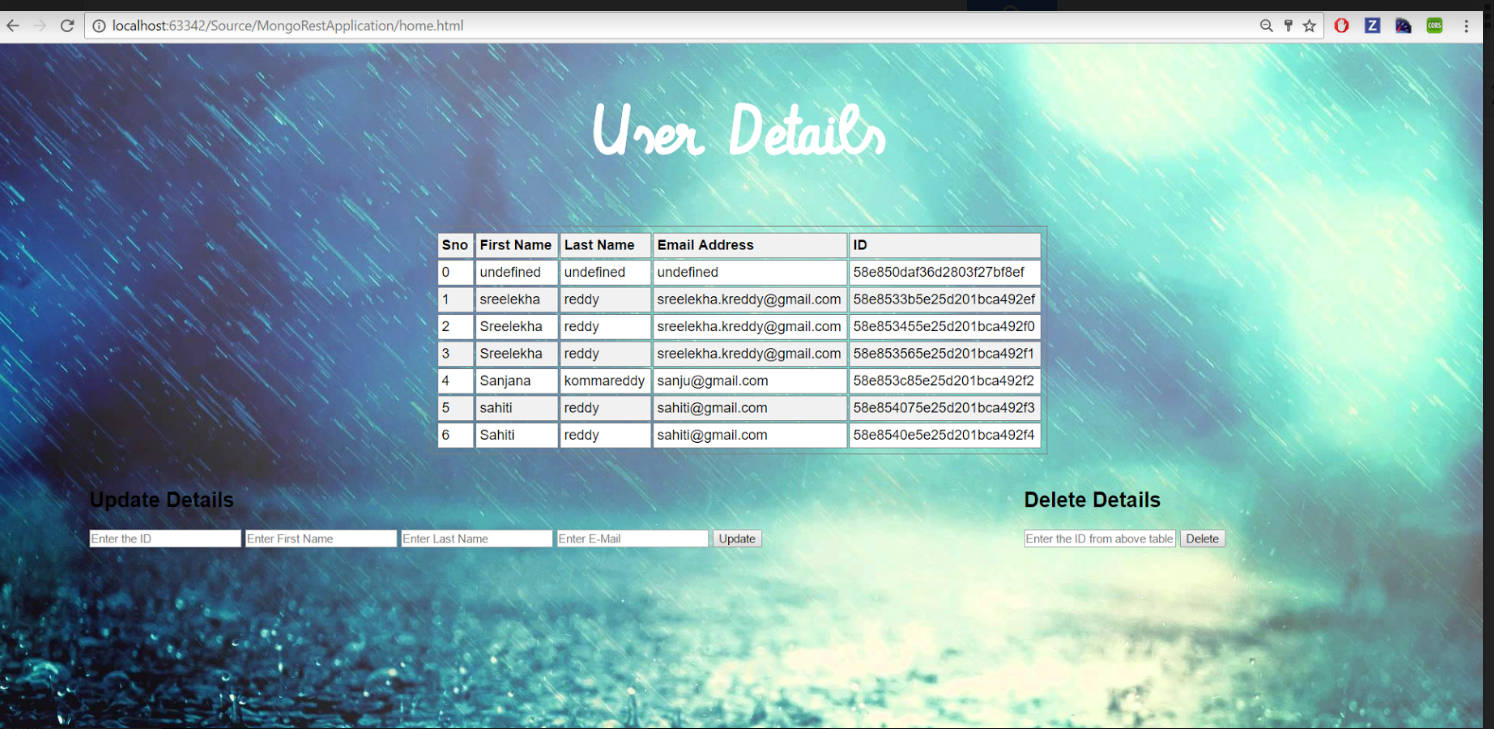 localhost:63342/Source/MongoRestApplication/home.html
Z
CORS
User Details
Sno First Name Last Name Email Address ID
0 undefined undefined undefined 58e850daf36d2803f27bf8ef
1 sreelekha reddy sreelekha.kreddy@gmail.com 58e8533b5e25d201bca492ef
2 Sreelekha reddy sreelekha.kreddy@gmail.com 58e853455e25d201bca492f0
3 Sreelekha reddy sreelekha.kreddy@gmail.com 58e853565e25d201bca492f1
4 Sanjana kommareddy sanju@gmail.com 58e853c85e25d201bca492f2
5 sahiti reddy sahiti@gmail.com 58e854075e25d201bca492f3
6 Sahiti reddy sahiti@gmail.com 58e8540e5e25d201bca492f4
Update Details Delete Details
Enter the ID Enter First Name Enter Last Name Enter E-Mail Update Enter the ID from above table Delete